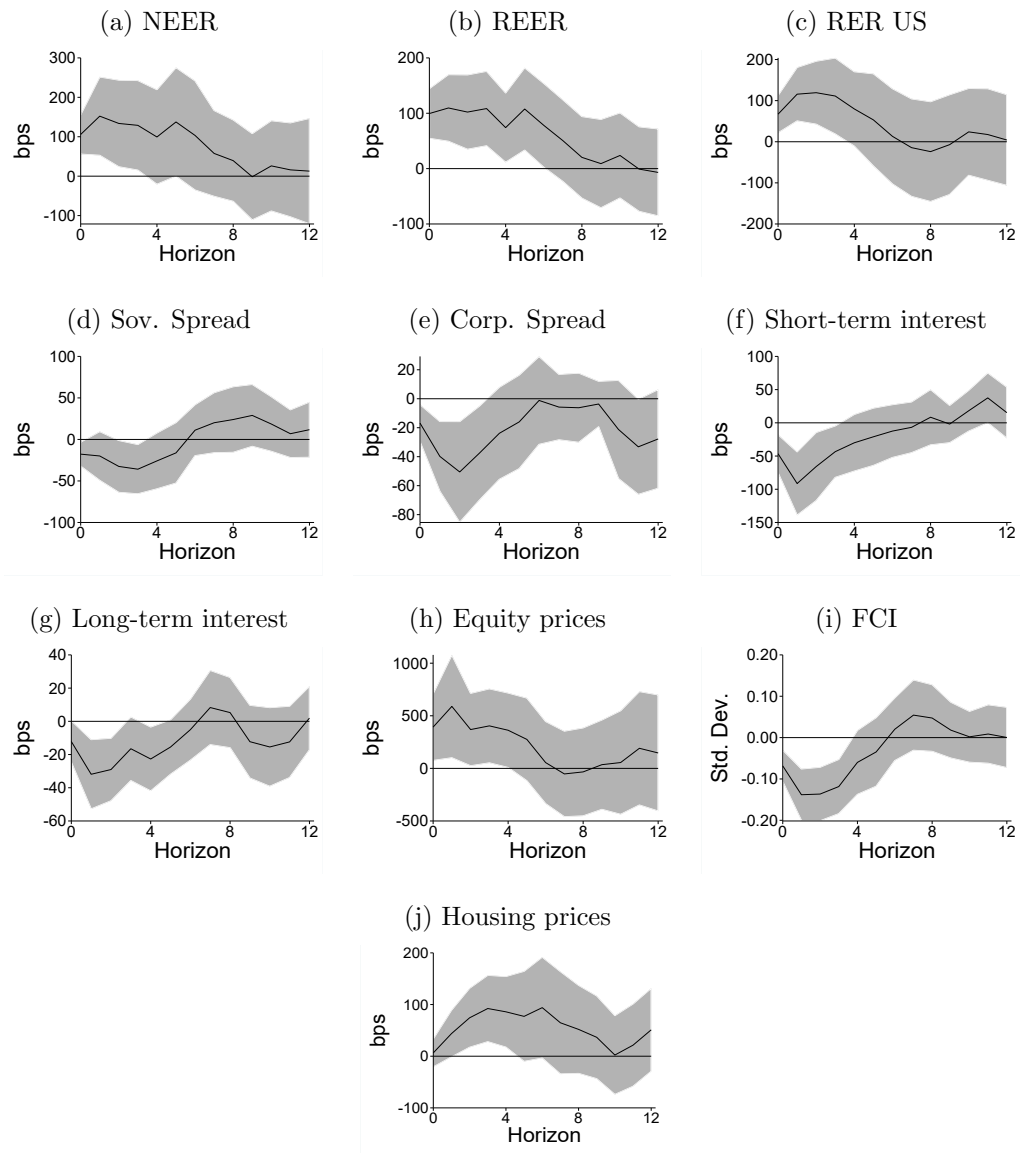 (a) NEER
(b) REER
(c) RER US
300
200
100
0
-100
bps
0 4 8 12
Horizon
200
100
0
-100
bps
0 4 8 12
Horizon
200
100
0
-100
-200
bps
0 4 8 12
Horizon
(d) Sov. Spread
(e) Corp. Spread
(f) Short-term interest
100
50
0
-50
-100
bps
0 4 8 12
Horizon
20
0
-20
-40
-60
-80
bps
0 4 8 12
Horizon
100
50
0
-50
-100
-150
bps
0 4 8 12
Horizon
(g) Long-term interest
(h) Equity prices
(i) FCI
40
20
0
-20
-40
-60
bps
0 4 8 12
Horizon
1000
500
0
-500
bps
0 4 8 12
Horizon
0.20
0.10
0.00
-0.10
-0.20
Std. Dev.
0 4 8 12
Horizon
(j) Housing prices
200
100
0
-100
bps
0 4 8 12
Horizon